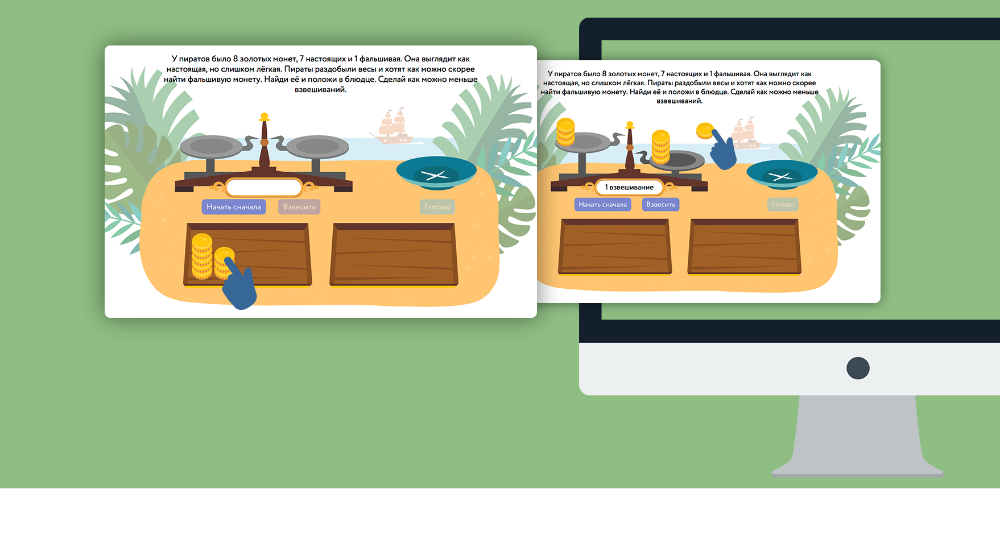 У пиратов было 8 золотых монет, 7 настоящих и 1 фальшивая. Она выглядит как
настоящая, но слишком лёгкая. Пираты раздобыли весы и хотят как можно скорее
найти фальшивую монету. Найди её и положи в блюдце. Сделай как можно меньше
взвешиваний.
Начать сначала
Взвесить
Готово
У пиратов было 8 золотых монет, 7 настоящих и 1 фальшивая. Она выглядит как
настоящая, но слишком лёгкая. Пираты раздобыли весы и хотят как можно скорее
найти фальшивую монету. Найди её и положи в блюдце. Сделай как можно меньше
взвешиваний.
1 взвешивание
Начать сначала
Взвесить
Готово